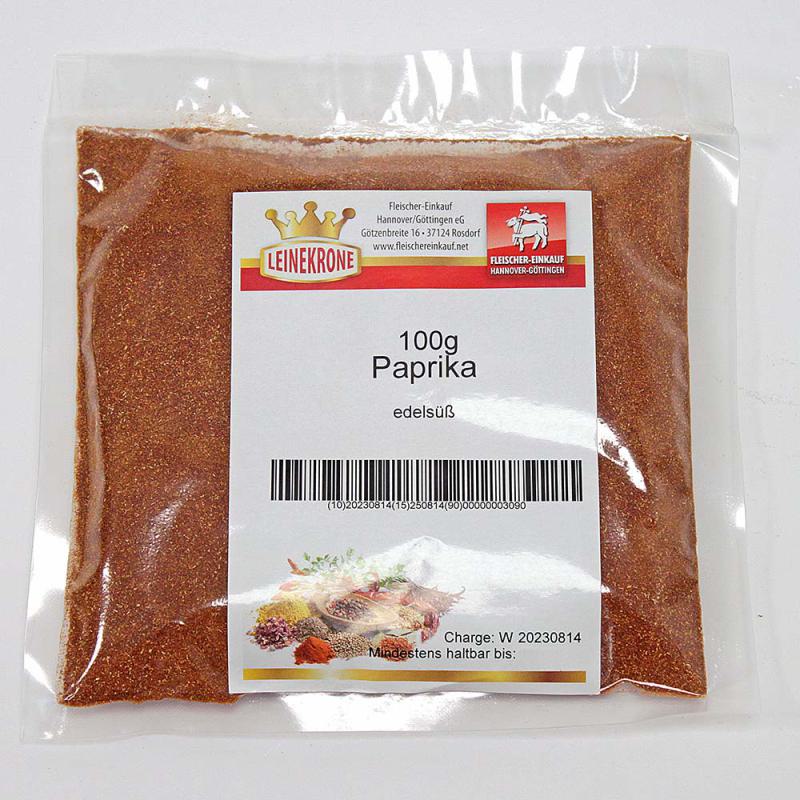 Fleischer-Einkauf
Hannover/Göttingen eG
Götzenbreite 16 • 37124 Rosdorf
www.fleischereinkauf.net
LEINEKRONE
FLEISCHER-EINKAUF
HANNOVER-GÖTTINGEN
100g
Paprika
edelsüß
(10)20230814(15)250814(90)00000003090
Charge: W 20230814
Mindestens haltbar bis: